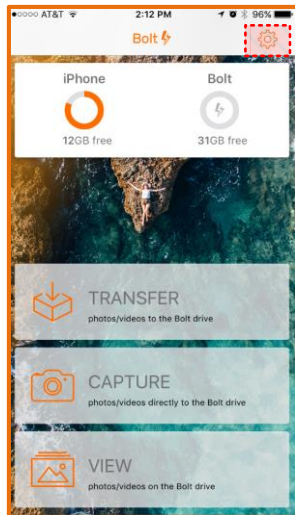 AT&T 2:12 PM 96%
Bolt
iPhone Bolt
12GB free 31GB free
TRANSFER
photos/videos to the Bolt drive
CAPTURE
photos/videos directly to the Bolt drive
VIEW
photos/videos on the Bolt drive